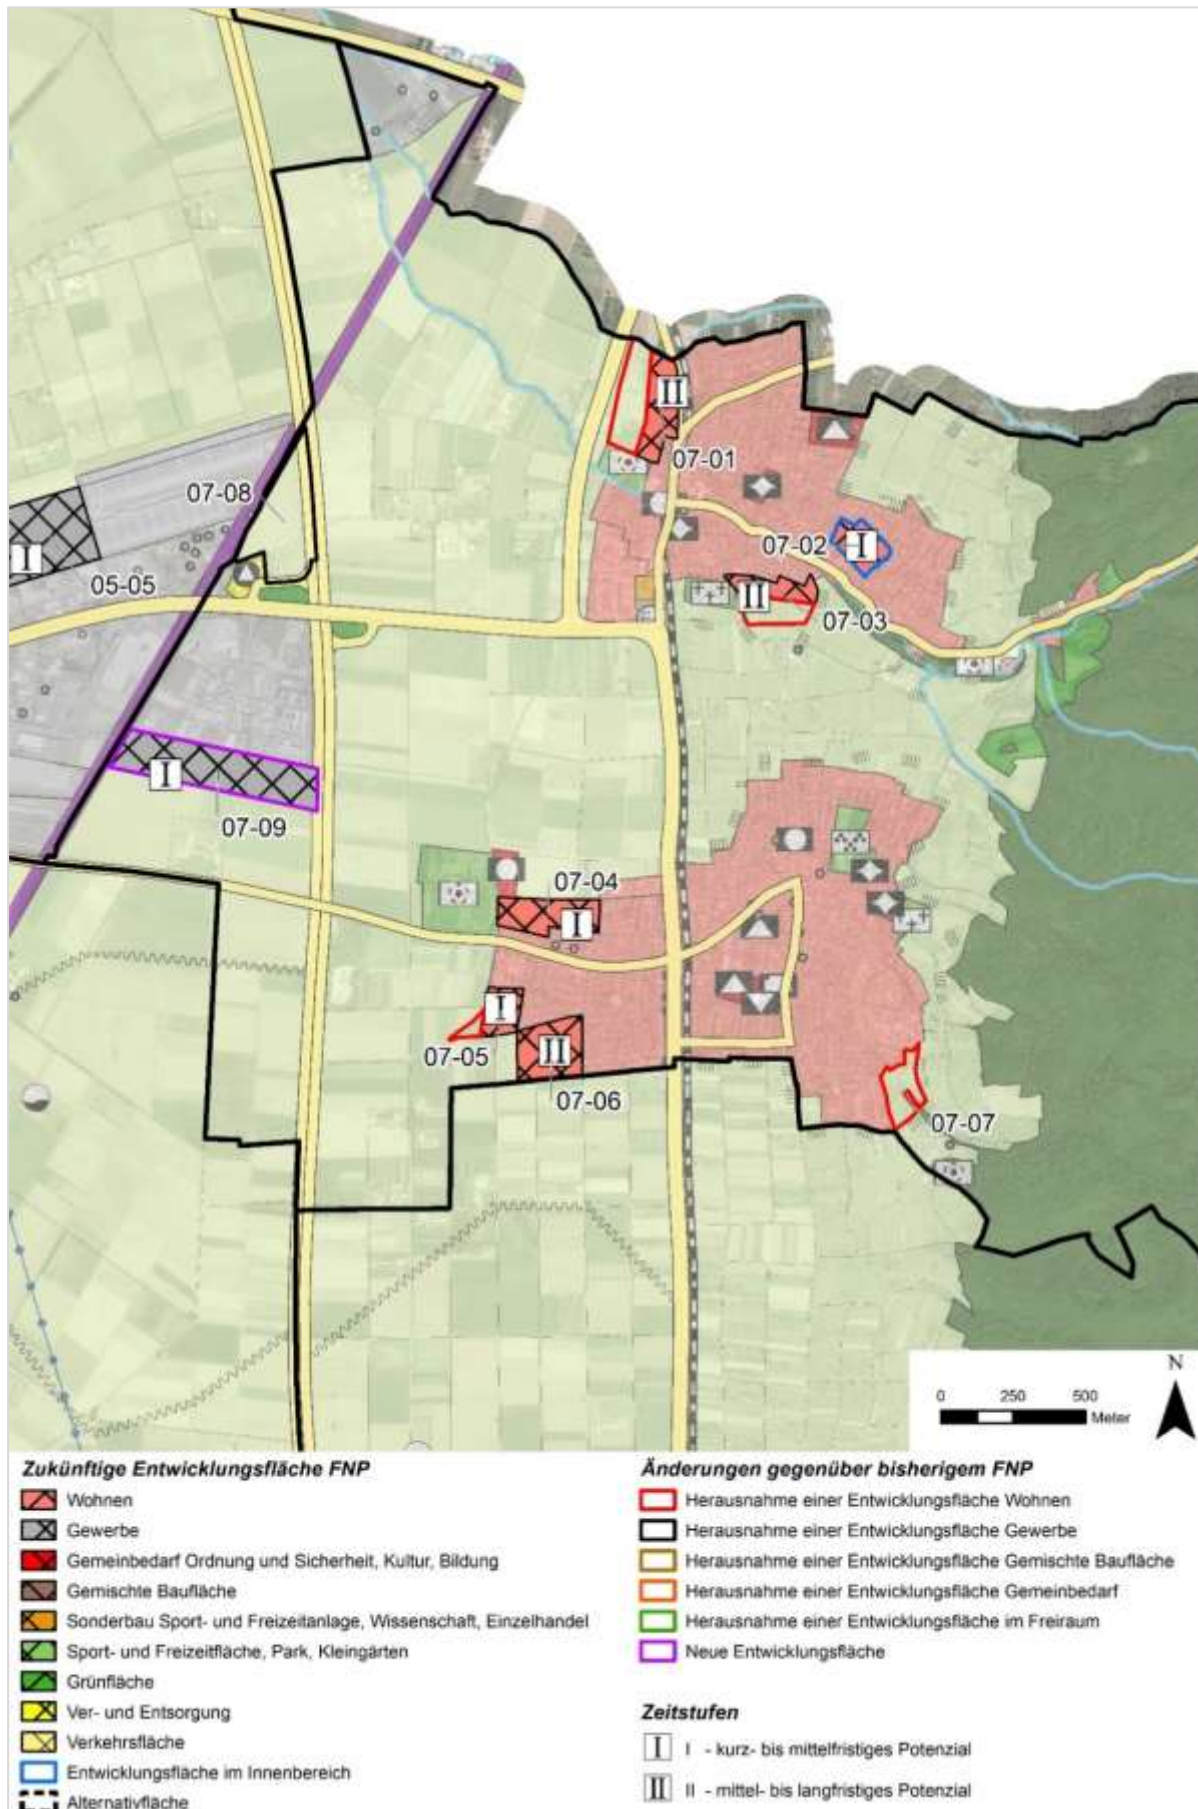 II
07-01
07-08
I
07-02
I
05-05
II
07-03
I
07-09
07-04
I
I
07-05
II
07-06
07-07
N
0 250 500
Meter
Zukünftige Entwicklungsfläche FNP
Wohnen
Gewerbe
Gemeinbedarf Ordnung und Sicherheit, Kultur, Bildung
Gemischte Baufläche
Sonderbau Sport- und Freizeitanlage, Wissenschaft, Einzelhandel
Sport- und Freizeitfläche, Park, Kleingärten
Grünfläche
Ver- und Entsorgung
Verkehrsfläche
Entwicklungsfläche im Innenbereich
Alternativfläche
Änderungen gegenüber bisherigem FNP
Herausnahme einer Entwicklungsfläche Wohnen
Herausnahme einer Entwicklungsfläche Gewerbe
Herausnahme einer Entwicklungsfläche Gemischte Baufläche
Herausnahme einer Entwicklungsfläche Gemeinbedarf
Herausnahme einer Entwicklungsfläche im Freiraum
Neue Entwicklungsfläche
Zeitstufen
I I - kurz- bis mittelfristiges Potenzial
II II - mittel- bis langfristiges Potenzial